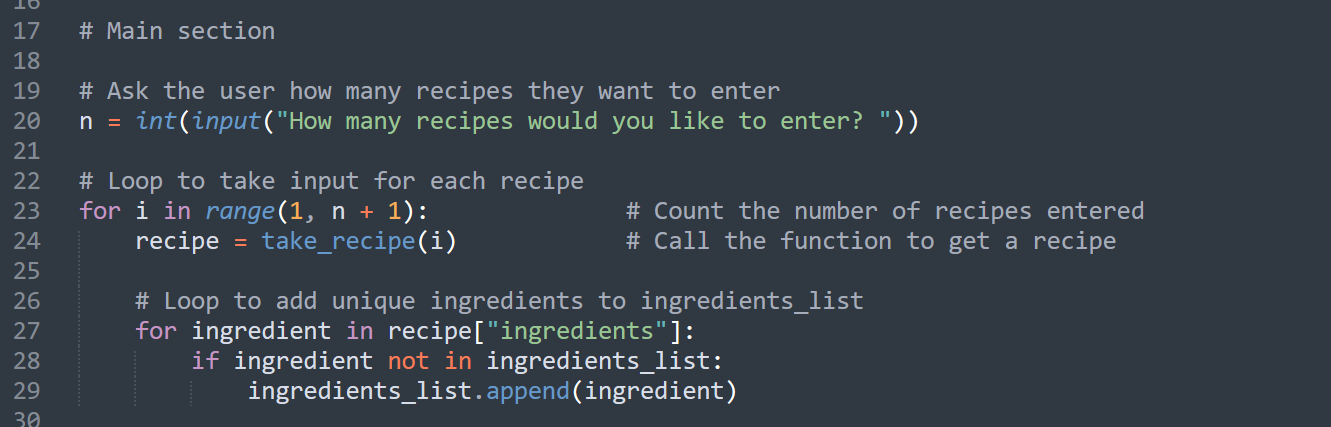 16
17 # Main section
18
19 # Ask the user how many recipes they want to enter
20 n = int(input("How many recipes would you like to enter? "))
21
22 # Loop to take input for each recipe
23 for i in range(1, n + 1):              # Count the number of recipes entered
24     recipe = take_recipe(i)            # Call the function to get a recipe
25
26     # Loop to add unique ingredients to ingredients_list
27     for ingredient in recipe["ingredients"]:
28         if ingredient not in ingredients_list:
29             ingredients_list.append(ingredient)
30